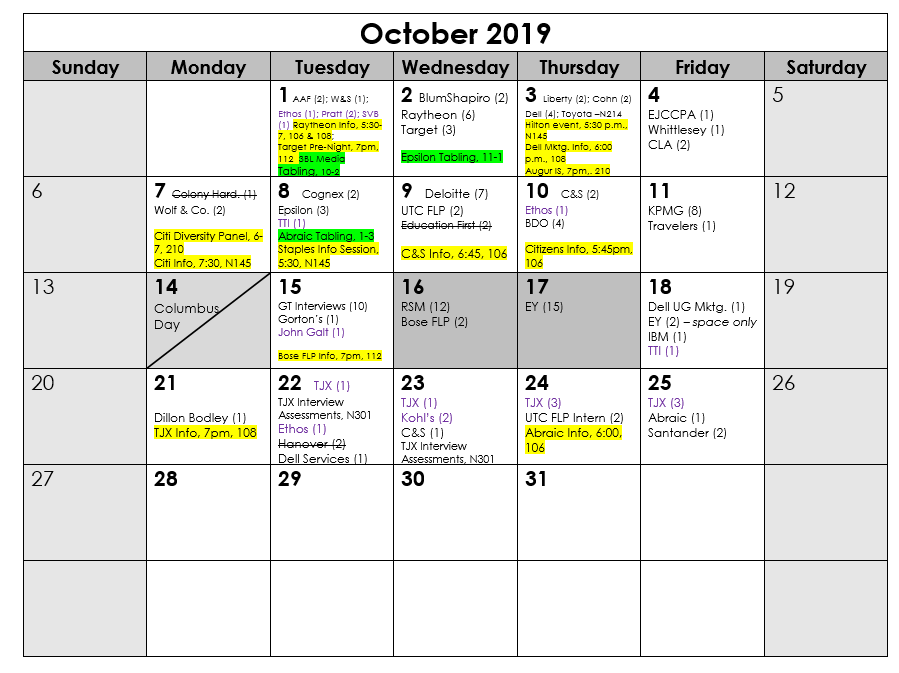 October 2019
Sunday Monday Tuesday Wednesday Thursday Friday Saturday
1 AAF (2); W&S (1);
Ethos (1); Pratt (2); SVB
(1) Raytheon Info, 5:30-
7, 106 & 108;
Target Pre-Night, 7pm,
112 SBL Media
Tabling, 10-2
2 BlumShapiro (2)
Raytheon (6)
Target (3)
Epsilon Tabling, 11-1
3 Liberty (2); Cohn (2)
Dell (4); Toyota –N214
Hilton event, 5:30 p.m.,
N145
Dell Mktg. Info, 6:00
p.m., 108
Augur IS, 7pm,. 210
4
EJCCPA (1)
Whittlesey (1)
CLA (2)
5
6
7 Colony Hard. (1)
Wolf & Co. (2)
Citi Diversity Panel, 6-
7, 210
Citi Info, 7:30, N145
8 Cognex (2)
Epsilon (3)
TTI (1)
Abraic Tabling, 1-3
Staples Info Session,
5:30, N145
9 Deloitte (7)
UTC FLP (2)
Education First (2)
C&S Info, 6:45, 106
10 C&S (2)
Ethos (1)
BDO (4)
Citizens Info, 5:45pm,
106
11
KPMG (8)
Travelers (1)
12
13
14
Columbus
Day
15
GT Interviews (10)
Gorton's (1)
John Galt (1)
Bose FLP Info, 7pm, 112
16
RSM (12)
Bose FLP (2)
17
EY (15)
18
Dell UG Mktg. (1)
EY (2) – space only
IBM (1)
TTI (1)
19
20
21
Dillon Bodley (1)
TJX Info, 7pm, 108
22 TJX (1)
TJX Interview
Assessments, N301
Ethos (1)
Hanover (2)
Dell Services (1)
23
TJX (1)
Kohl's (2)
C&S (1)
TJX Interview
Assessments, N301
24
TJX (3)
UTC FLP Intern (2)
Abraic Info, 6:00,
106
25
TJX (3)
Abraic (1)
Santander (2)
26
27
28
29
30
31